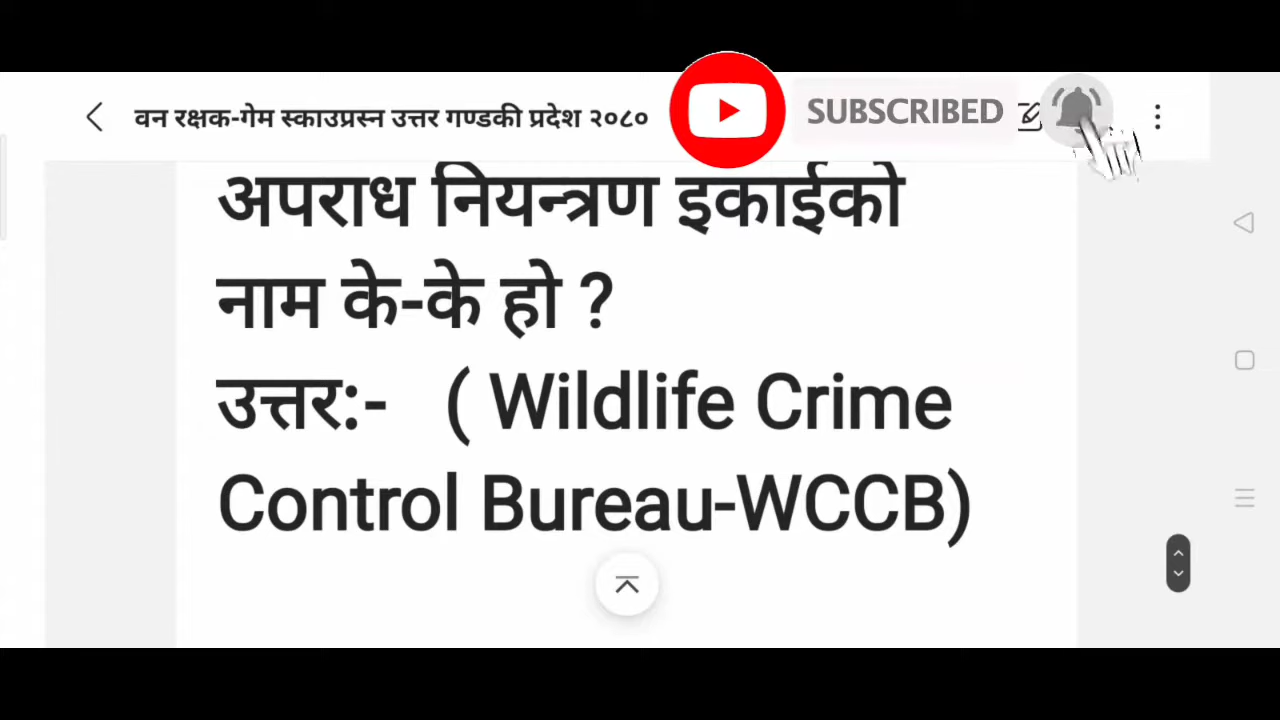 वन रक्षक-गेम स्काउप्रस्न उत्तर गण्डकी प्रदेश २०८०
SUBSCRIBED
अपराध नियन्त्रण इकाईको
नाम के-के हो ?
उत्तर:- ( Wildlife Crime
Control Bureau-WCCB)